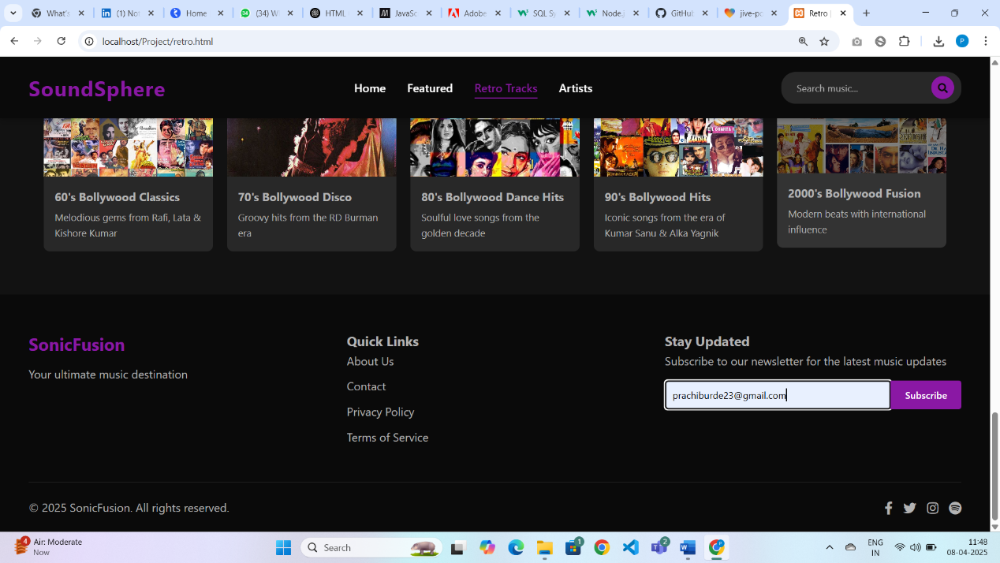 What's
(1) Not
Home
34
(34) W
HTML
M
JavaSc
Adobe
SQL S
Node.
GitHu
jive-pc
Retro |
localhost/Project/retro.html
P
SoundSphere
Home
Featured
Retro Tracks
Artists
Search music...
60's Bollywood Classics
Melodious gems from Rafi, Lata &
Kishore Kumar
70's Bollywood Disco
Groovy hits from the RD Burman
era
80's Bollywood Dance Hits
Soulful love songs from the
golden decade
90's Bollywood Hits
Iconic songs from the era of
Kumar Sanu & Alka Yagnik
2000's Bollywood Fusion
Modern beats with international
influence
SonicFusion
Your ultimate music destination
Quick Links
About Us
Contact
Privacy Policy
Terms of Service
Stay Updated
Subscribe to our newsletter for the latest music updates
prachiburde23@gmail.com
Subscribe
© 2025 SonicFusion. All rights reserved.
4
Air: Moderate
Now
Search
1
2
ENG
IN
11:48
08-04-2025